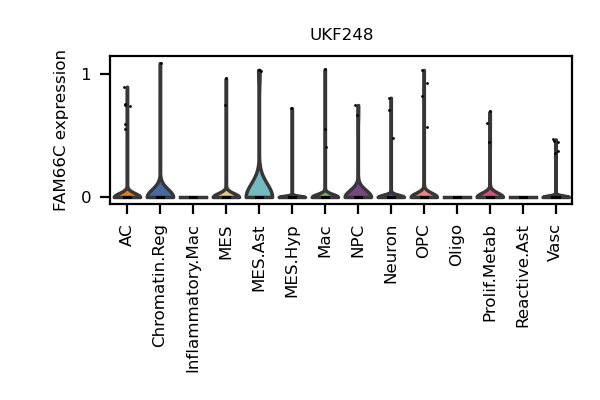 UKF248
FAM66C expression
1
0
AC
Chromatin.Reg
Inflammatory.Mac
MES
MES.Ast
MES.Hyp
Mac
NPC
Neuron
OPC
Oligo
Prolif.Metab
Reactive.Ast
Vasc